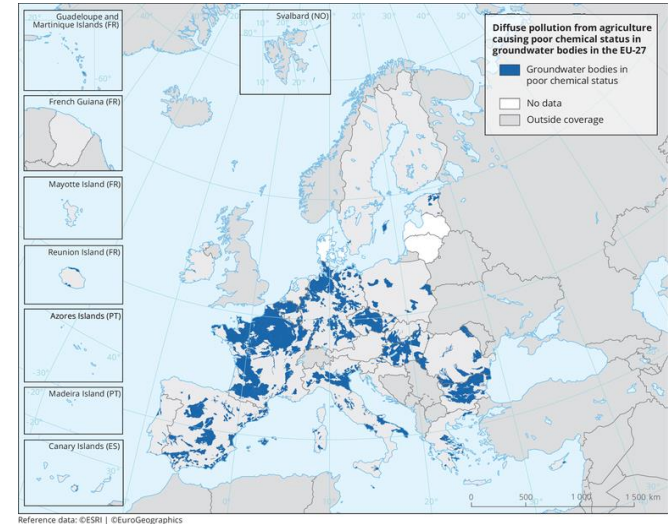 Guadeloupe and
Martinique Islands (FR)
Svalbard (NO)
French Guiana (FR)
Mayotte Island (FR)
Reunion Island (FR)
Azores Islands (PT)
Madeira Island (PT)
Canary Islands (ES)
Diffuse pollution from agriculture
causing poor chemical status in
groundwater bodies in the EU-27
Groundwater bodies in
poor chemical status
No data
Outside coverage
0 500 1 000 1 500 km
Reference data: ©ESRI | ©EuroGeographics